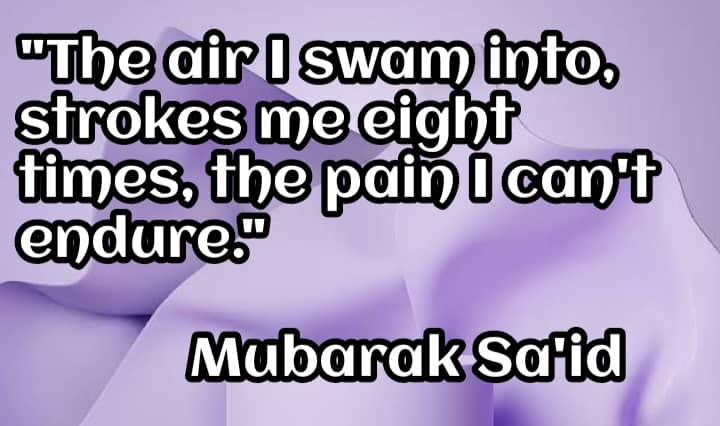 "The air I swam into,
strokes me eight
times, the pain I can't
endure."
Mubarak Sa'id